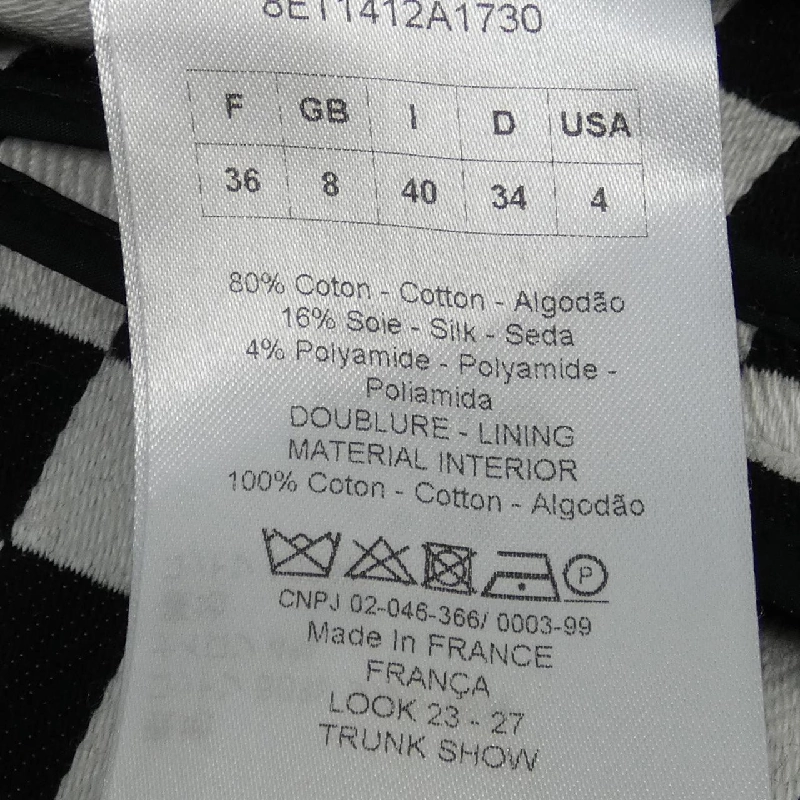 8E11412A1730
F GB I D USA
36 8 40 34 4
80% Coton - Cotton - Algodão
16% Soie - Silk - Seda
4% Polyamide - Polyamide -
Poliamida
DOUBLURE - LINING
MATERIAL INTERIOR
100% Coton - Cotton - Algodão
P
CNPJ 02-046-366/ 0003-99
Made In FRANCE
FRANÇA
LOOK 23 - 27
TRUNK SHOW